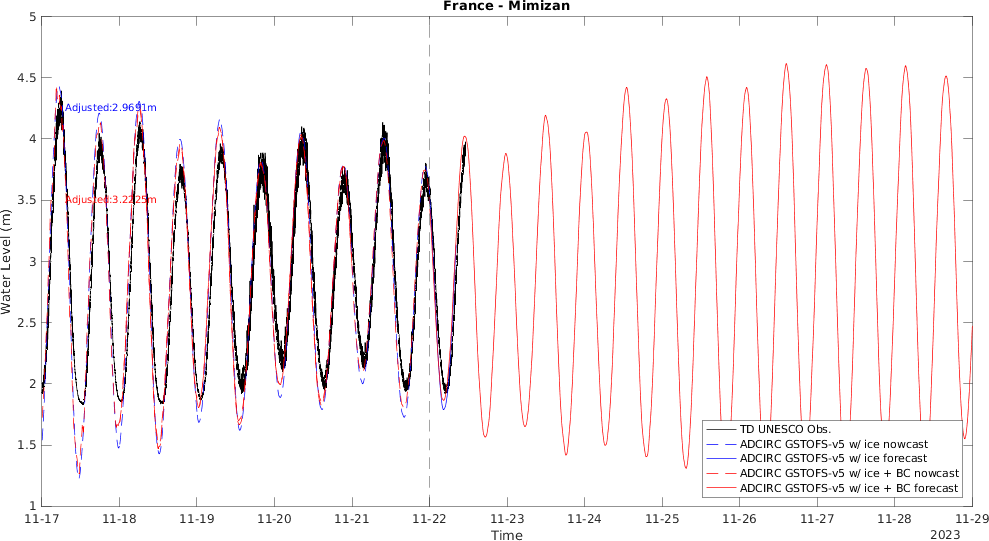 France - Mimizan
5
4.5
4
3.5
3
2.5
2
1.5
1
Water Level (m)
Adjusted:2.9691m
Adjusted:3.2225m
TD UNESCO Obs.
ADCIRC GSTOFS-v5 w/ ice nowcast
ADCIRC GSTOFS-v5 w/ ice forecast
ADCIRC GSTOFS-v5 w/ ice + BC nowcast
ADCIRC GSTOFS-v5 w/ ice + BC forecast
11-17 11-18 11-19 11-20 11-21 11-22 11-23 11-24 11-25 11-26 11-27 11-28 11-29
Time
2023